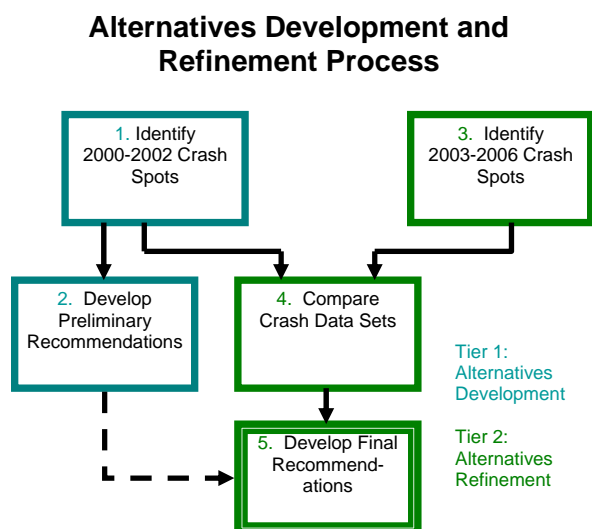 Alternatives Development and
Refinement Process
1. Identify
2000-2002 Crash
Spots
3. Identify
2003-2006 Crash
Spots
2. Develop
Preliminary
Recommendations
4. Compare
Crash Data Sets
Tier 1:
Alternatives
Development
5. Develop Final
Recommend-
ations
Tier 2:
Alternatives
Refinement